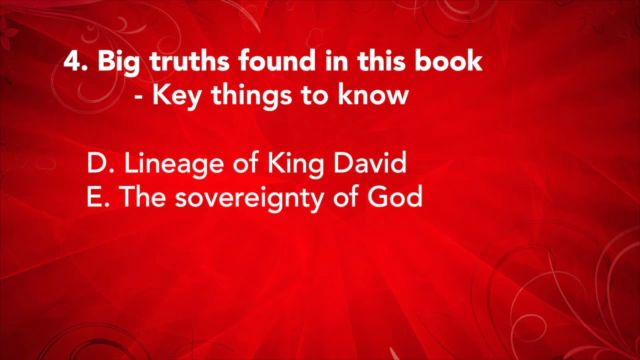 4. Big truths found in this book
- Key things to know
D. Lineage of King David
E. The sovereignty of God